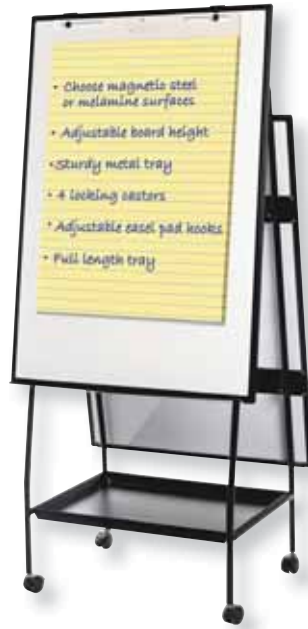 • Choose magnetic steel
or melamine surfaces
• Adjustable board height
• Sturdy metal tray
• 4 locking castors
• Adjustable easel pad hooks
• Full length tray